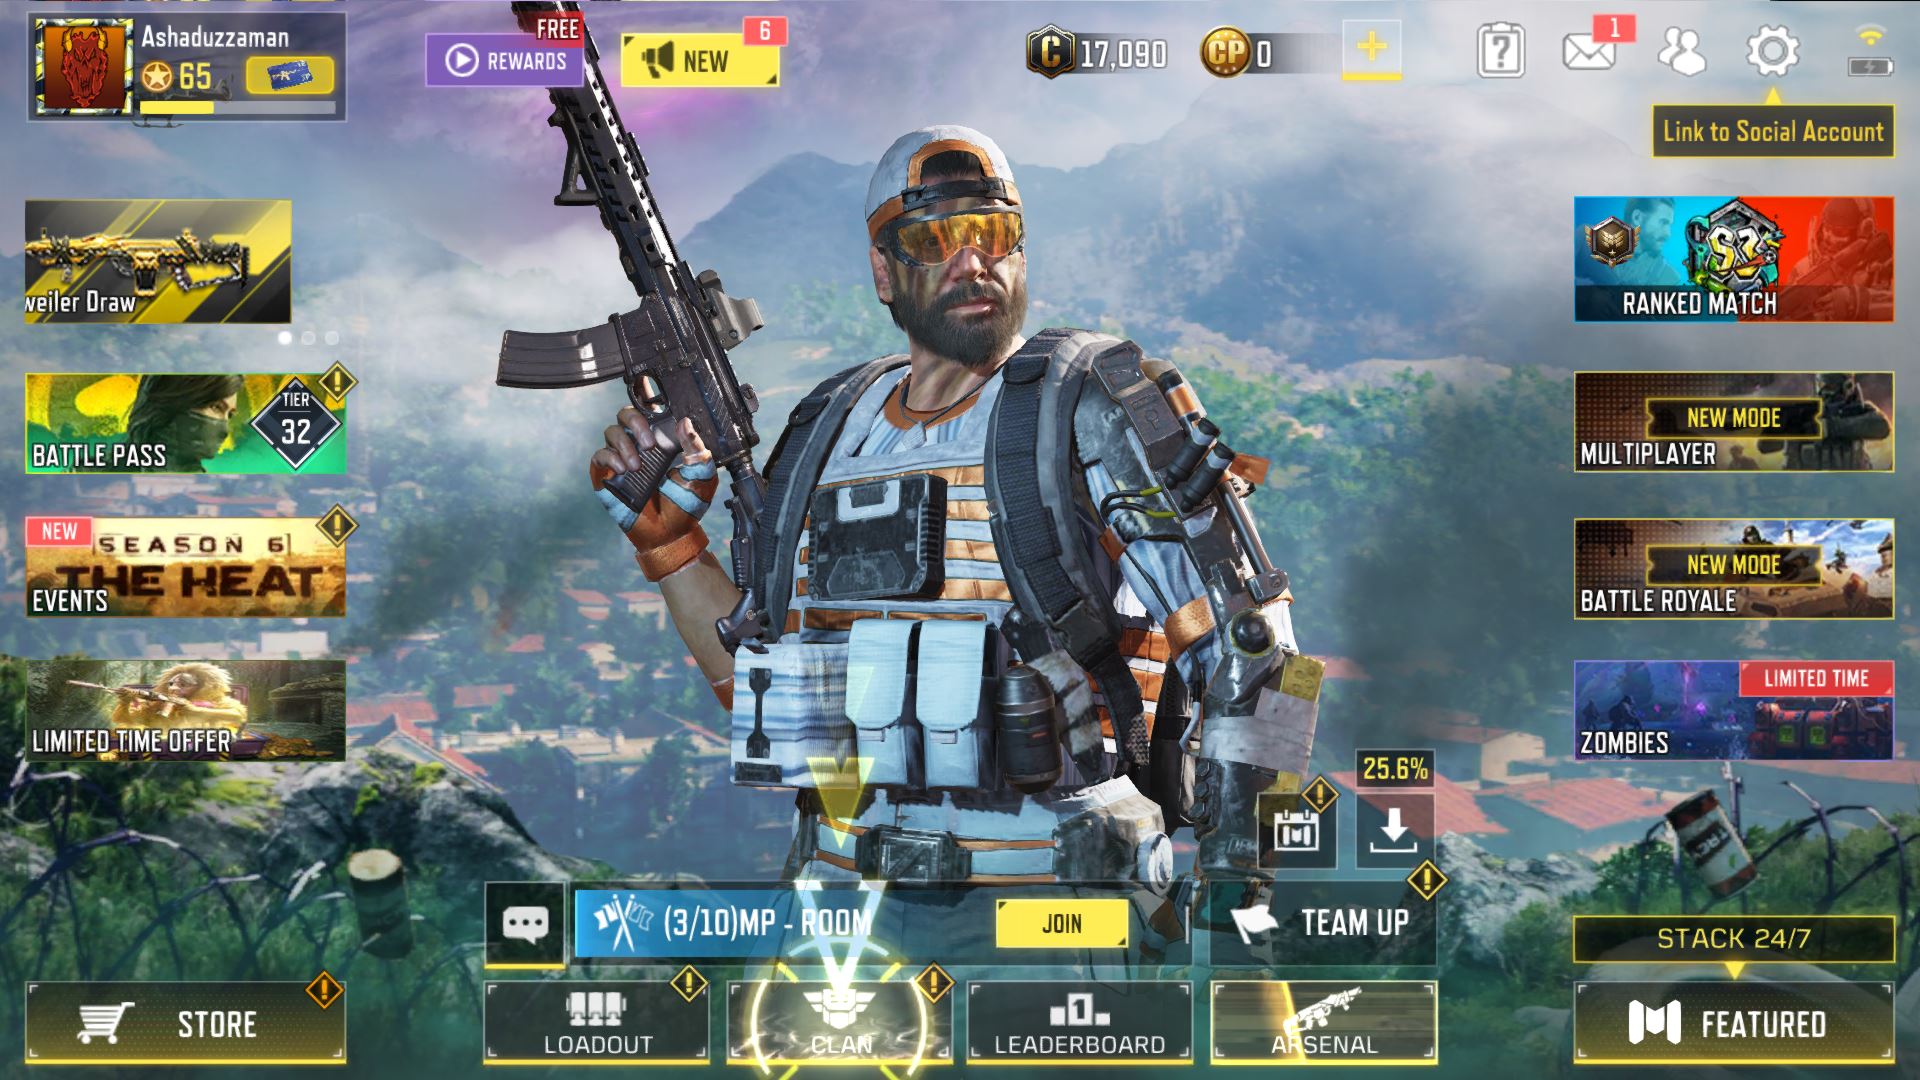 Ashaduzzaman
65
FREE
REWARDS
NEW
6
17,090
CP 0
1
Link to Social Account
weiler Draw
BATTLE PASS
TIER
32
NEW
SEASON 6
THE HEAT
EVENTS
LIMITED TIME OFFER
RANKED MATCH
NEW MODE
MULTIPLAYER
NEW MODE
BATTLE ROYALE
LIMITED TIME
ZOMBIES
25.6%
(3/10)MP - ROOM
JOIN
TEAM UP
STACK 24/7
STORE
LOADOUT
CLAN
1
LEADERBOARD
ARSENAL
FEATURED